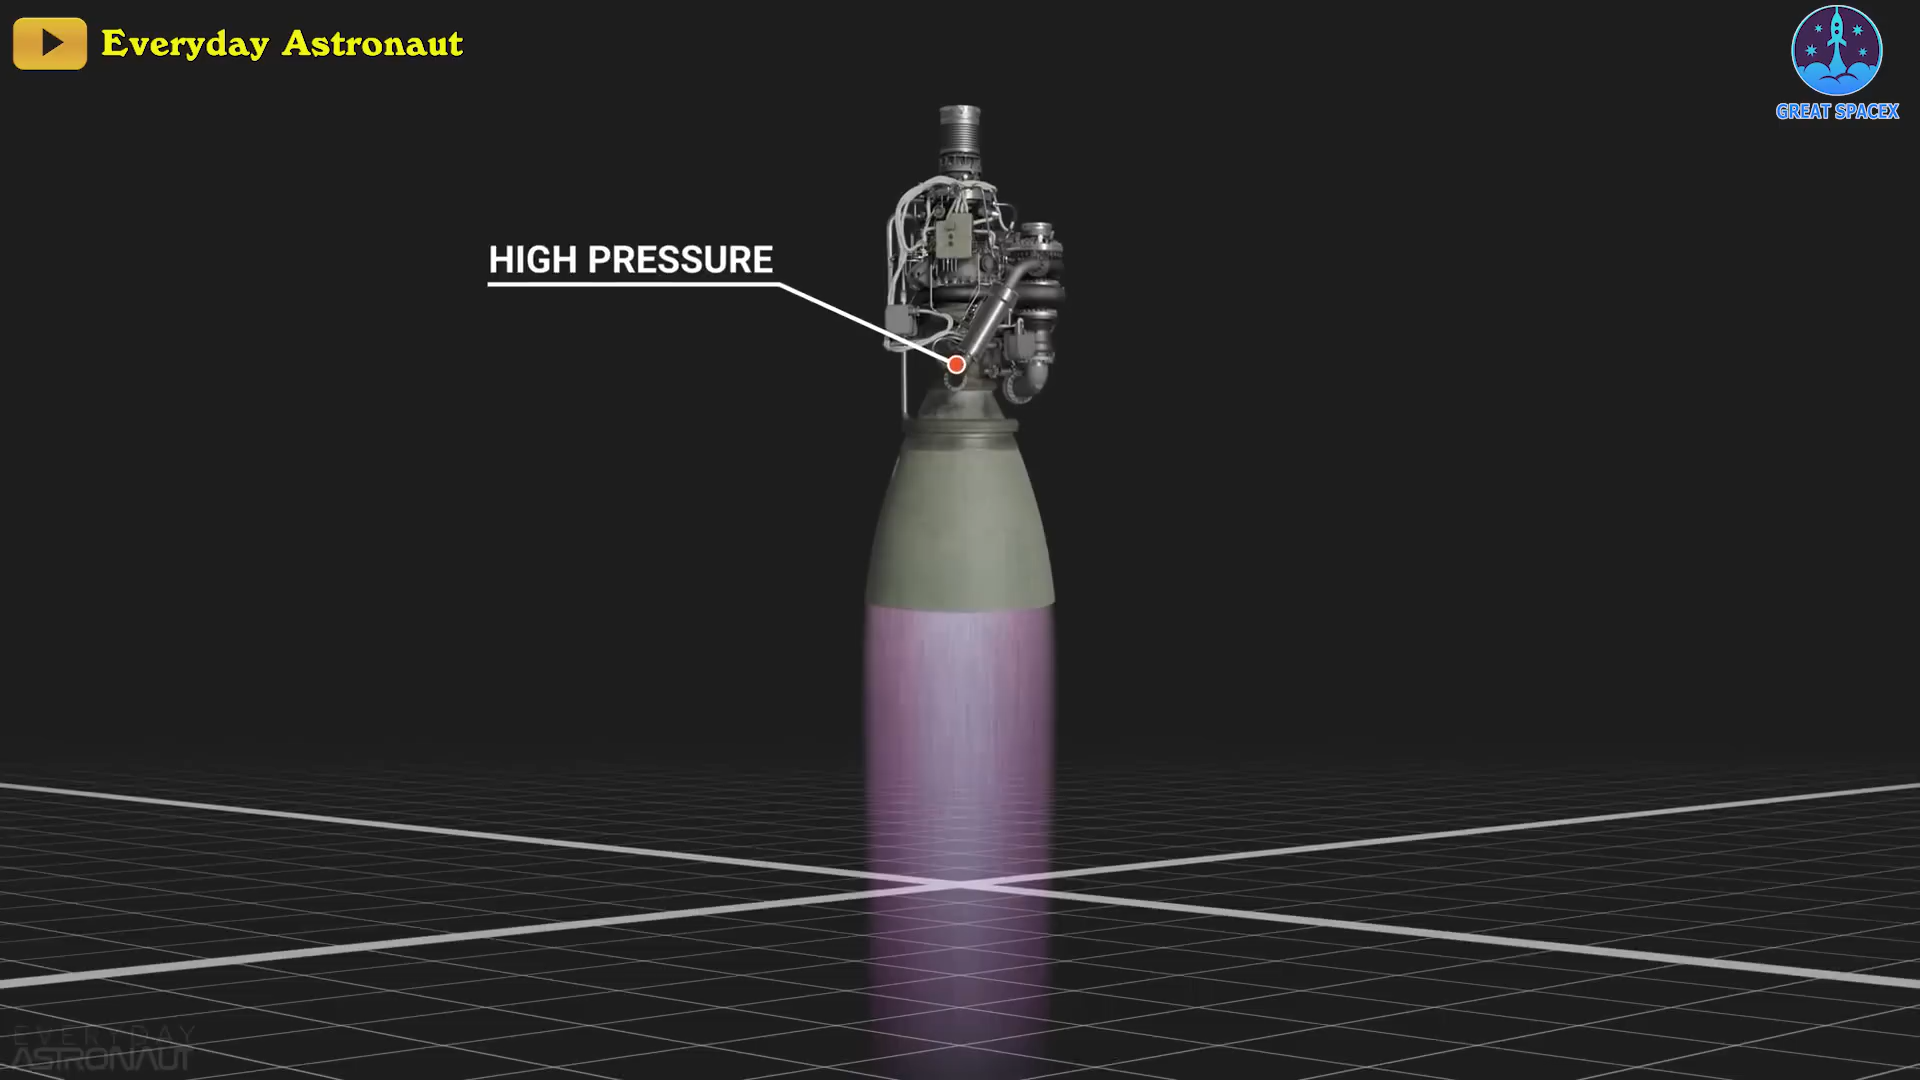 Everyday Astronaut
GREAT SPACEX
HIGH PRESSURE
EVERYDAY
ASTRONAUT